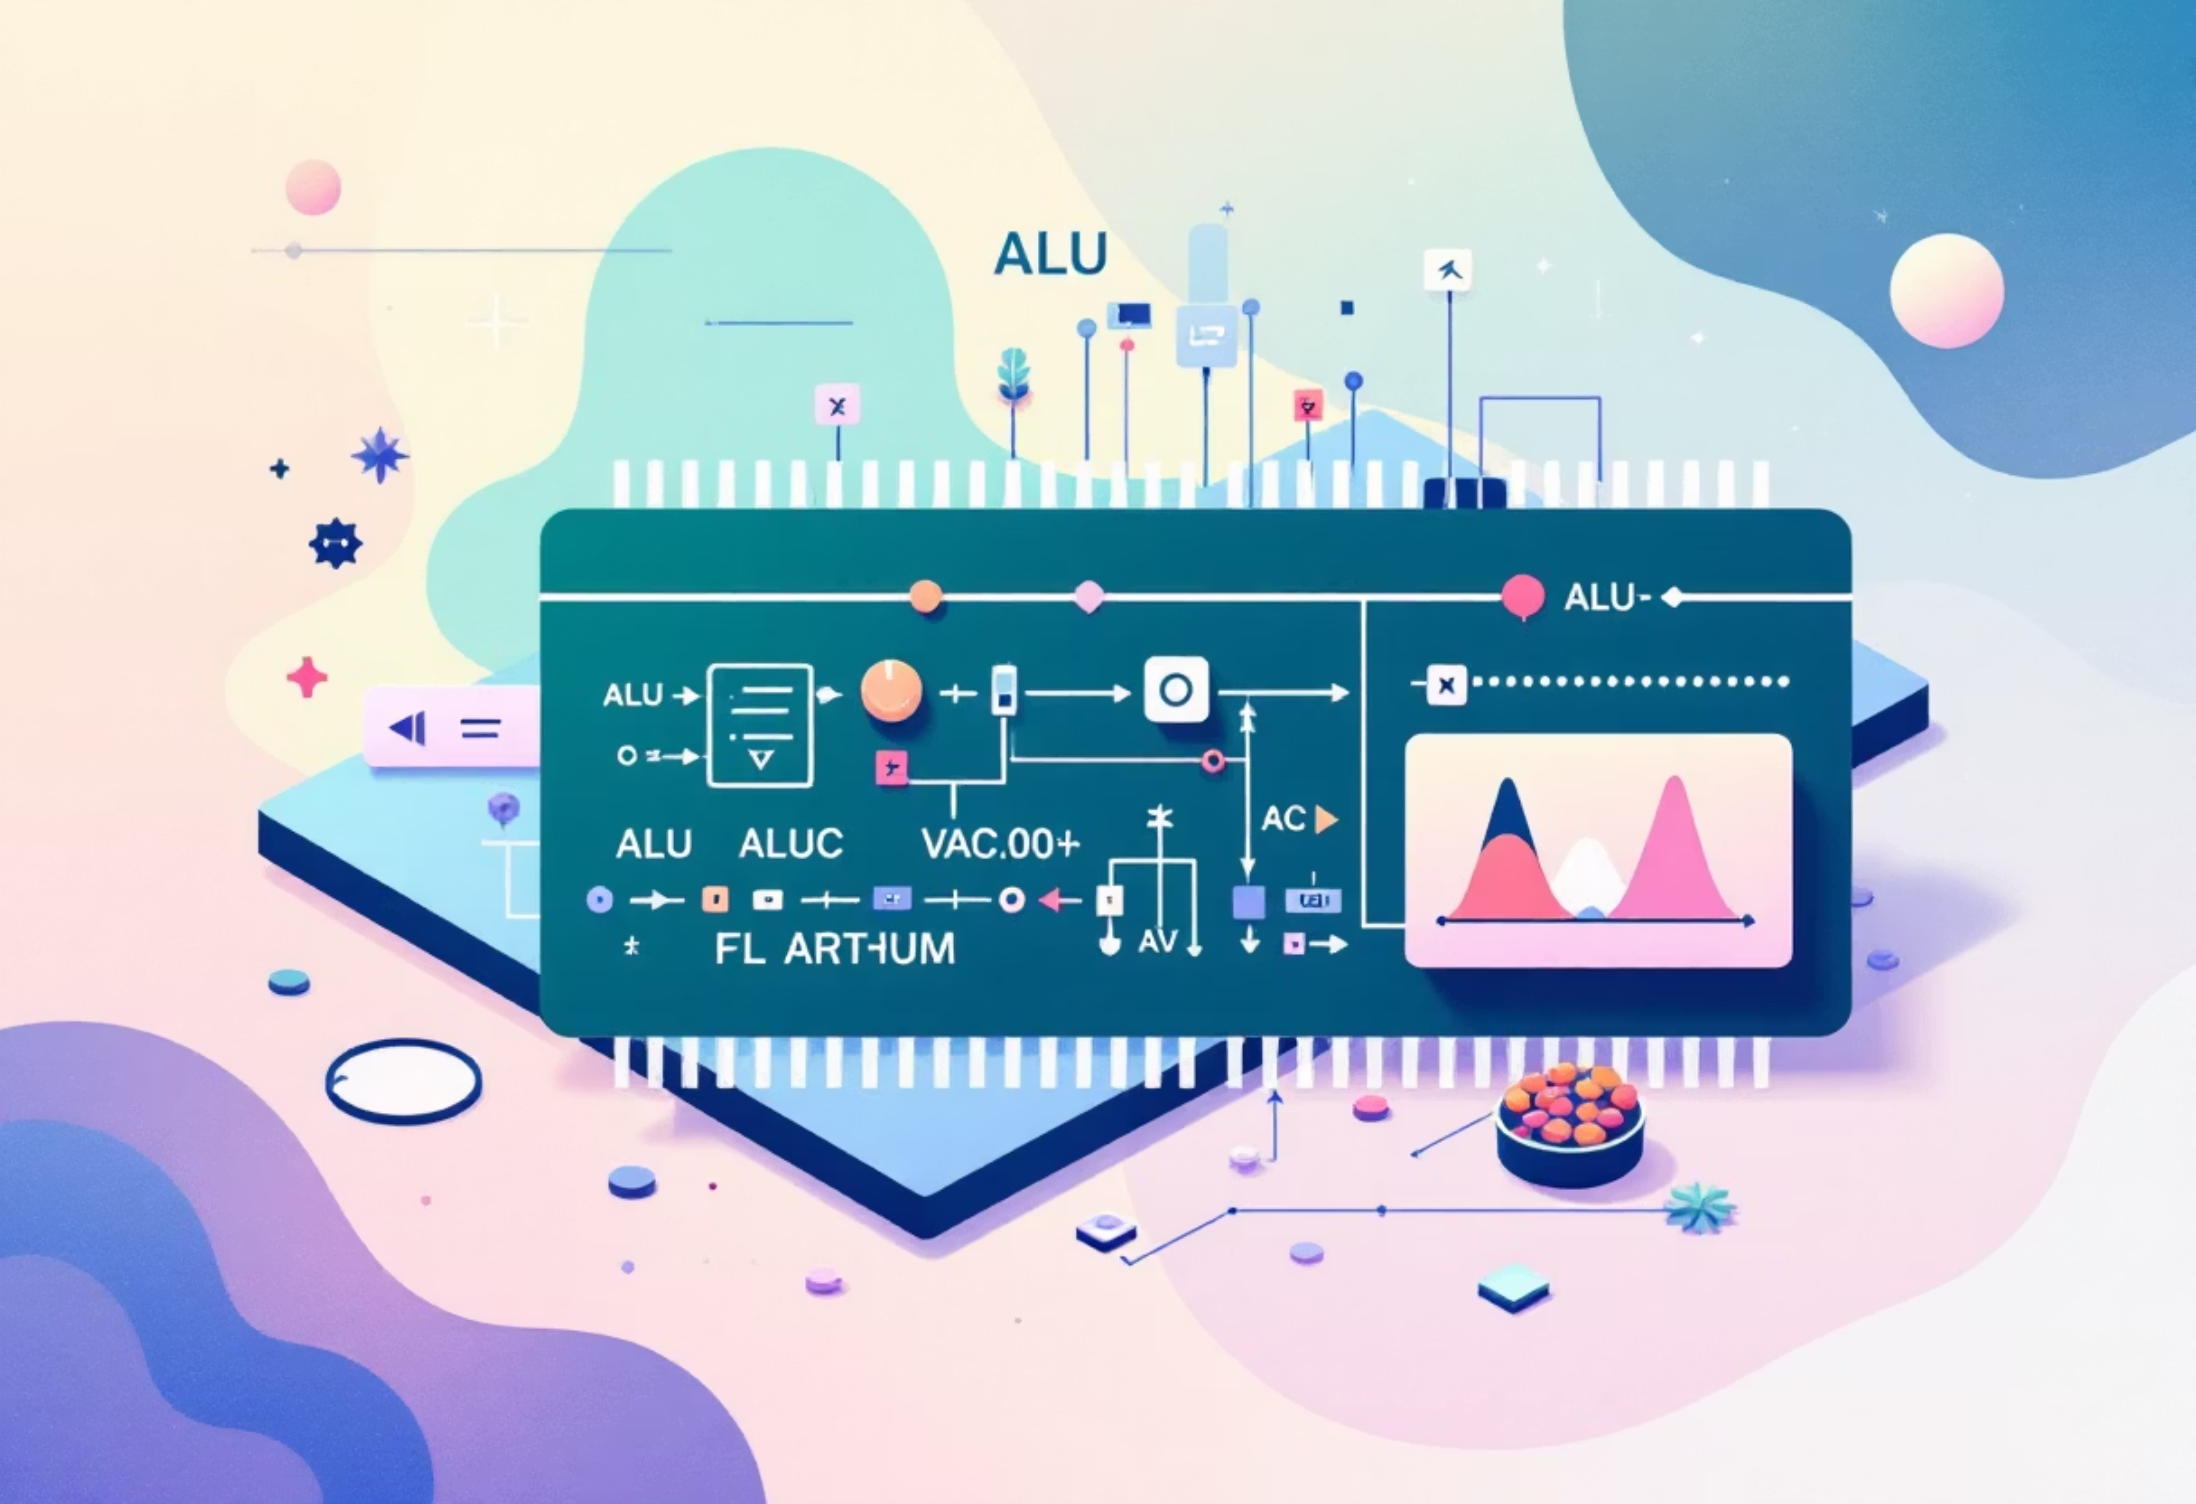 ALU
ALU-
ALU
AC
ALU ALUC VAC.00+
AV
FL ARTHUM